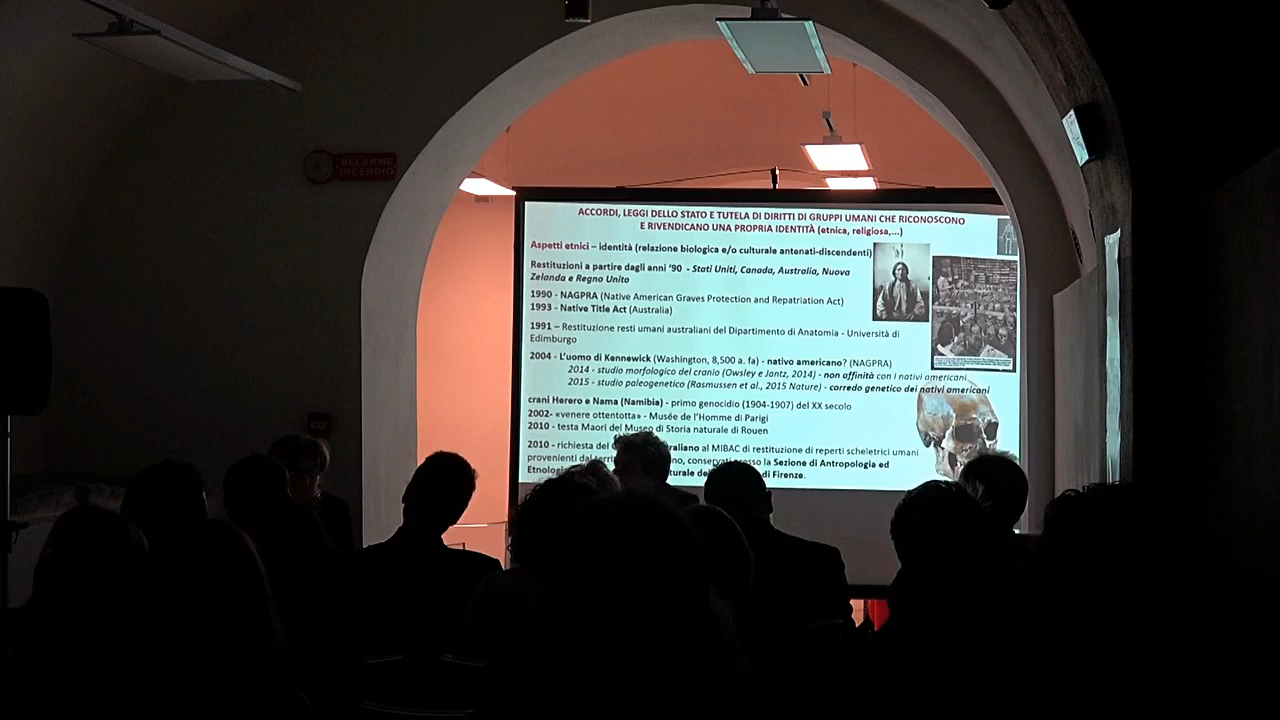 ALLARME
INCENDIO
ACCORDI, LEGGI DELLO STATO E TUTELA DI DIRITTI DI GRUPPI UMANI CHE RICONOSCONO
E RIVENDICANO UNA PROPRIA IDENTITÀ (etnica, religiosa,...)
Aspetti etnici – identità (relazione biologica e/o culturale antenati-discendenti)
Restituzioni a partire dagli anni '90 - Stati Uniti, Canada, Australia, Nuova
Zelanda e Regno Unito
1990 - NAGPRA (Native American Graves Protection and Repatriation Act)
1993 - Native Title Act (Australia)
1991 – Restituzione resti umani australiani del Dipartimento di Anatomia - Università di
Edimburgo
2004 - L'uomo di Kennewick (Washington, 8,500 a. fa) - nativo americano? (NAGPRA)
2014 - studio morfologico del cranio (Owsley e Jantz, 2014) - non affinità con i nativi americani
2015 - studio paleogenetico (Rasmussen et al., 2015 Nature) - corredo genetico dei nativi americani
crani Herero e Nama (Namibia) - primo genocidio (1904-1907) del XX secolo
2002- «venere ottentotta» - Musée de l'Homme di Parigi
2010 - testa Maori del Museo di Storia naturale di Rouen
2010 - richiesta del al MIBAC di restituzione di reperti scheletrici umani
provenienti dal conservati presso la Sezione di Antropologia ed
di Firenze.